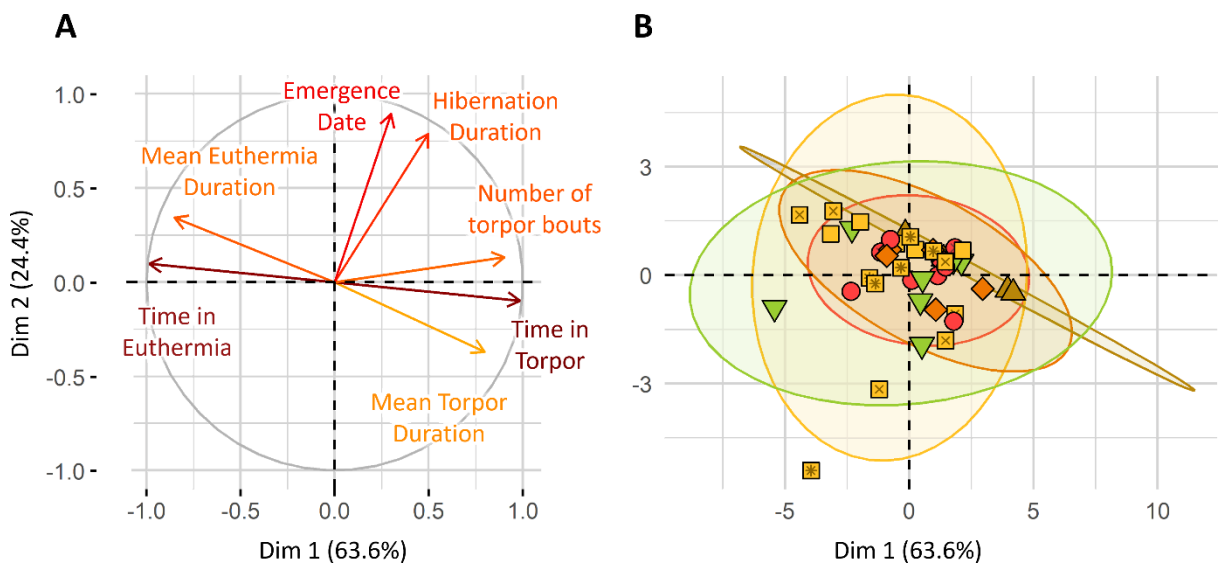 A
B
Emergence
Date
Hibernation
Duration
Mean Euthermia
Duration
Number of
torpor bouts
Time in
Euthermia
Time in
Torpor
Mean Torpor
Duration
1.0
0.5
0.0
-0.5
-1.0
Dim 2 (24.4%)
-1.0 -0.5 0.0 0.5 1.0
Dim 1 (63.6%)
3
0
-3
-5 0 5 10
Dim 1 (63.6%)